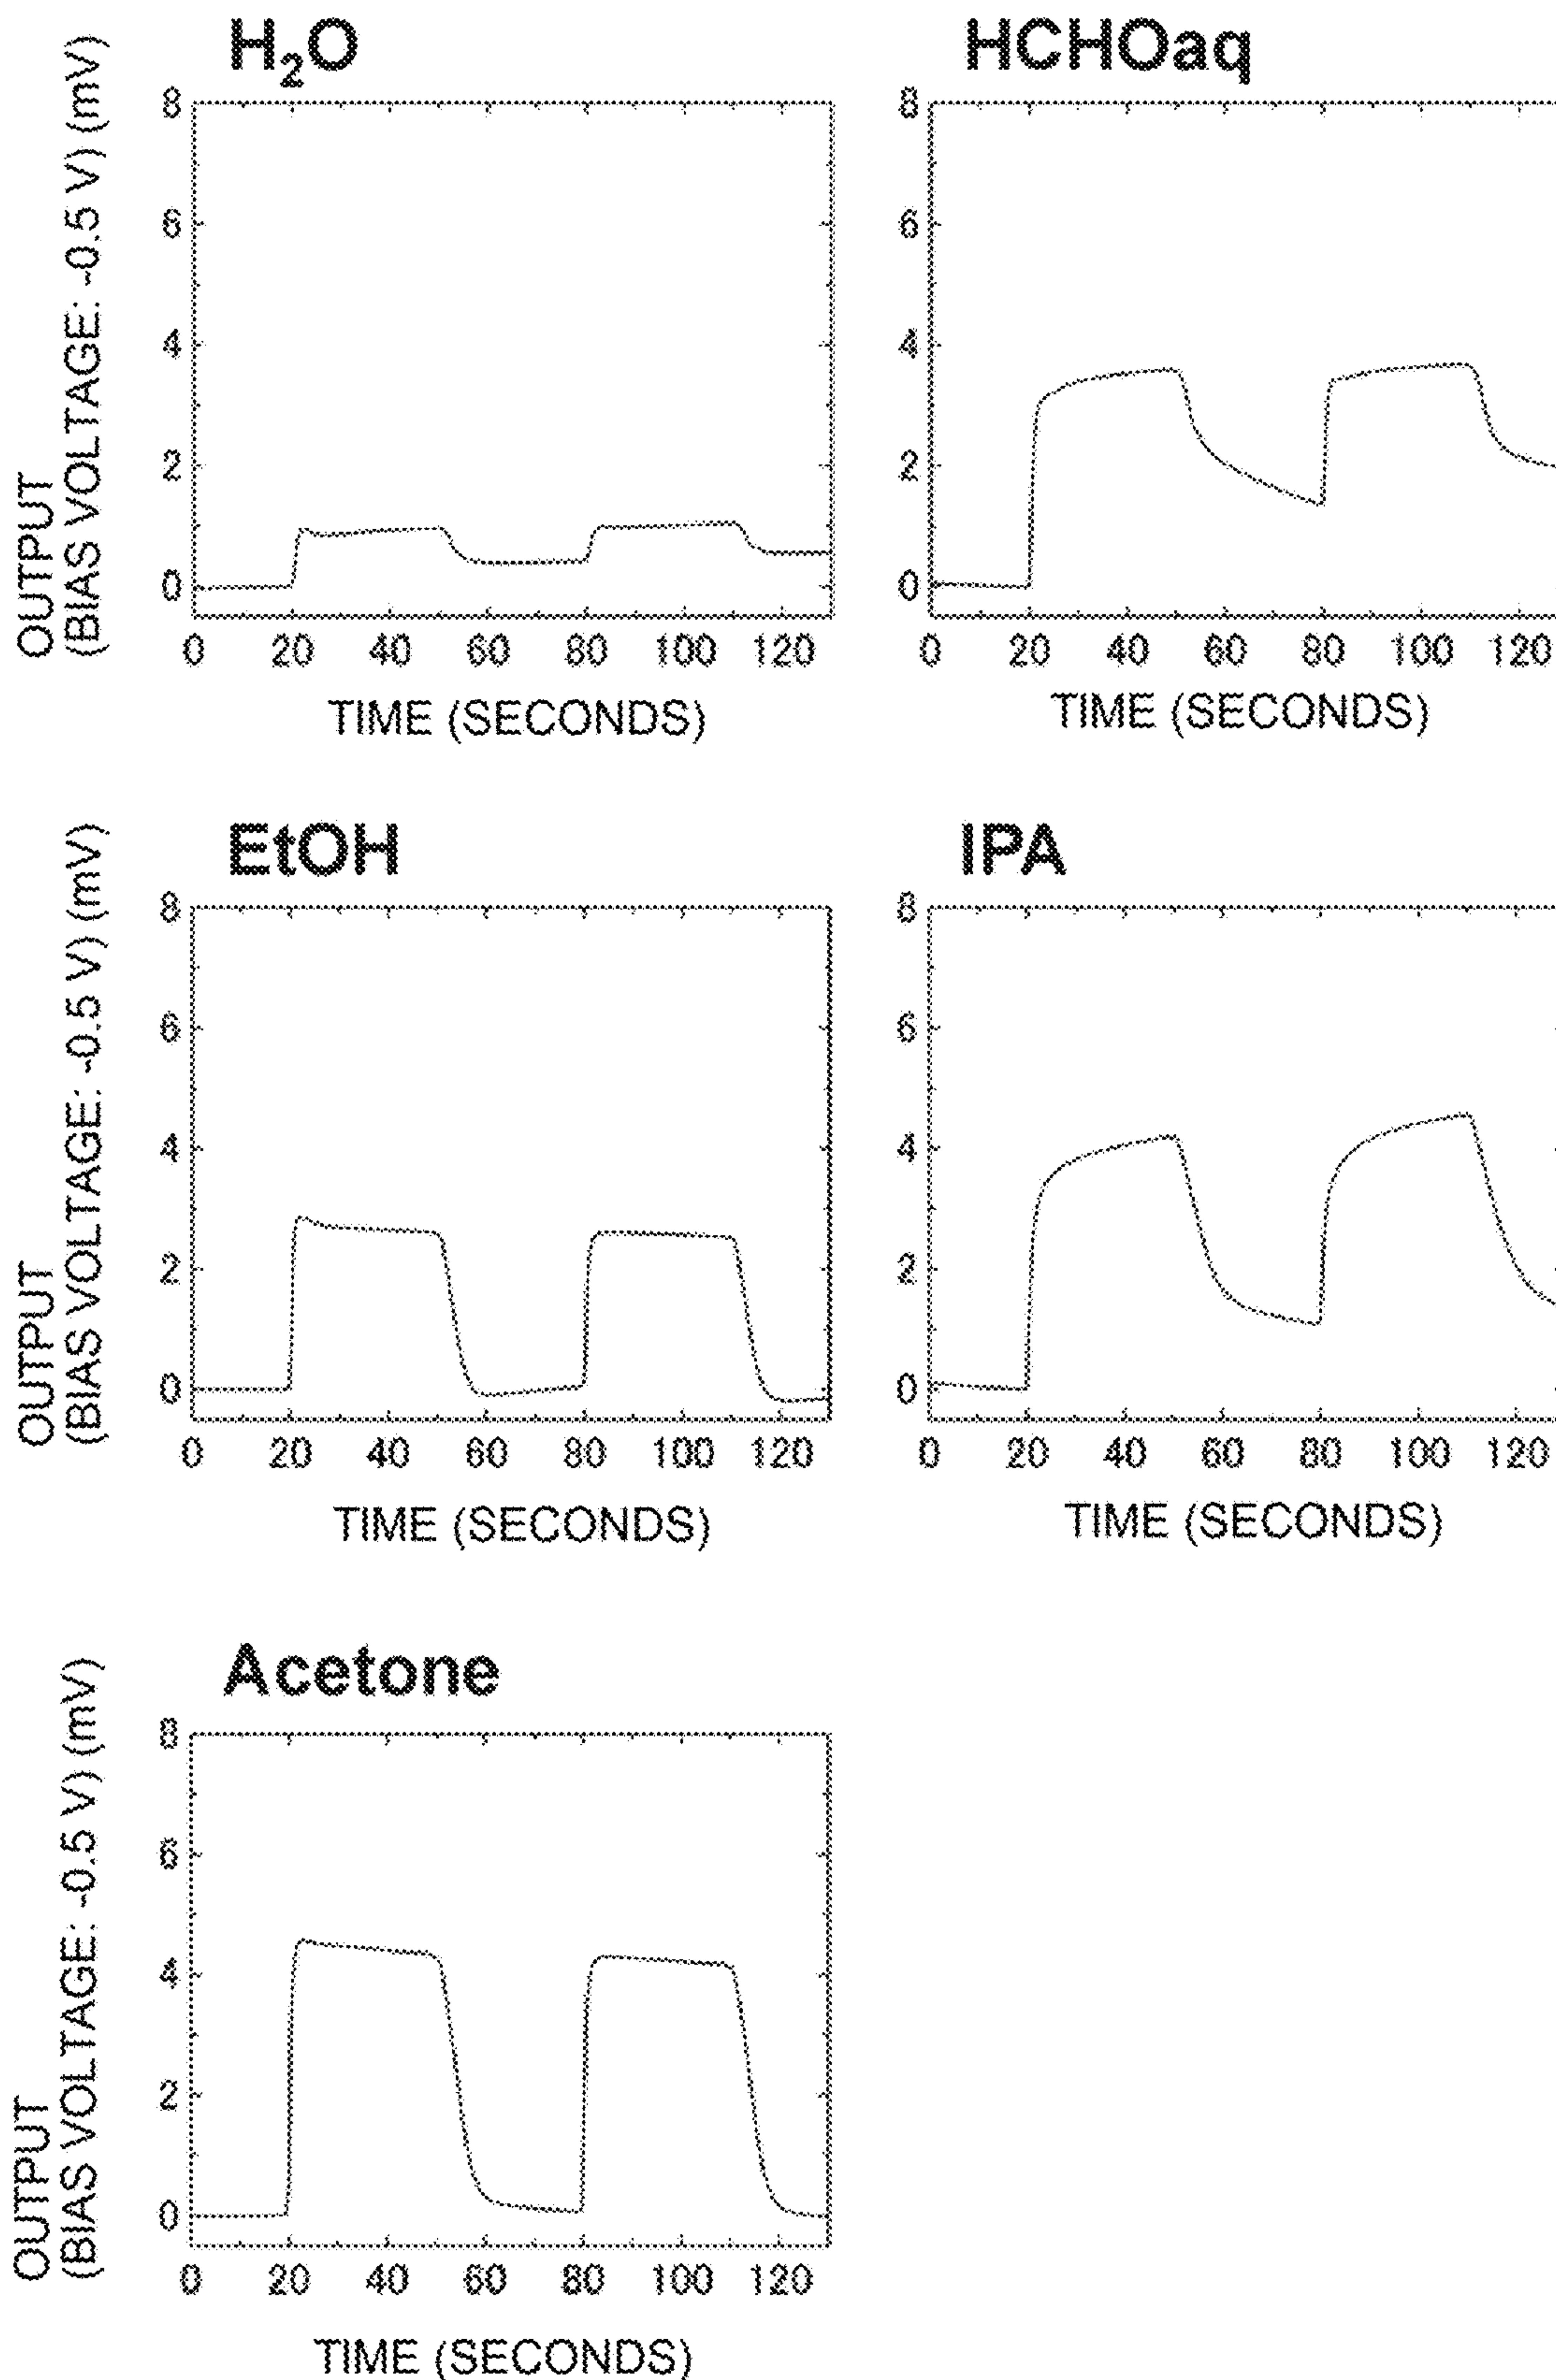 H₂O
OUTPUT
(BIAS VOLTAGE: -0.5 V) (mV)
8
6
4
2
0
0 20 40 60 80 100 120
TIME (SECONDS)
HCHOaq
8
6
4
2
0
0 20 40 60 80 100 120
TIME (SECONDS)
EtOH
OUTPUT
(BIAS VOLTAGE: -0.5 V) (mV)
8
6
4
2
0
0 20 40 60 80 100 120
TIME (SECONDS)
IPA
8
6
4
2
0
0 20 40 60 80 100 120
TIME (SECONDS)
Acetone
OUTPUT
(BIAS VOLTAGE: -0.5 V) (mV)
8
6
4
2
0
0 20 40 60 80 100 120
TIME (SECONDS)